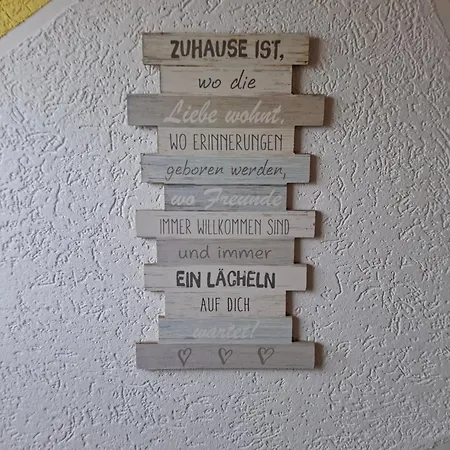 ZUHAUSE IST,
wo die
Liebe wohnt,
WO ERINNERUNGEN
geboren werden,
wo Freunde
IMMER WILLKOMMEN SIND
und immer
EIN LÄCHELN
AUF DICH
wartet!